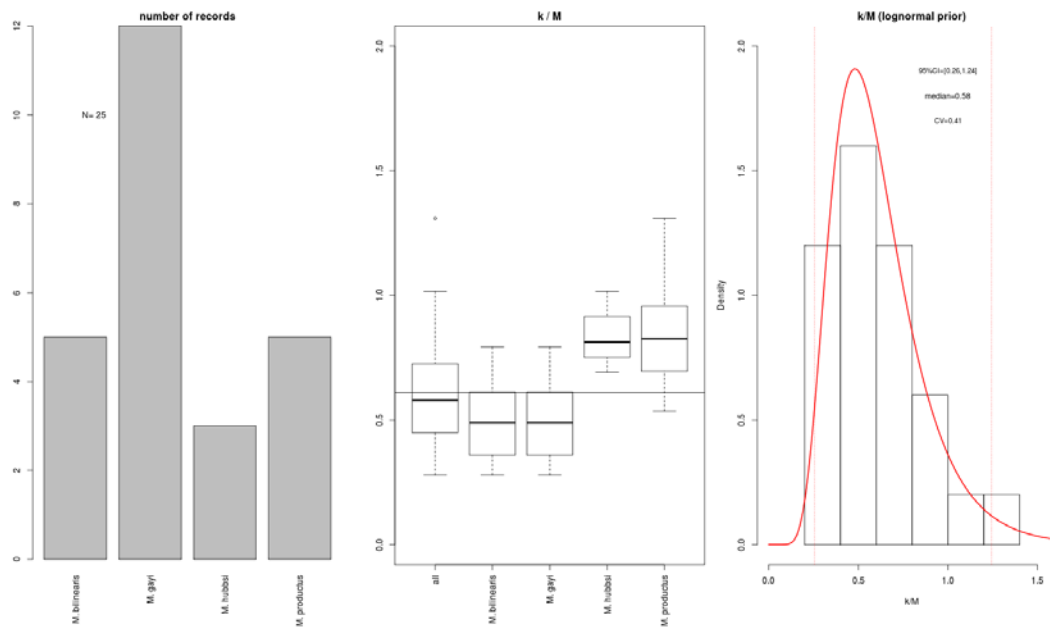 number of records
12
10
8
6
4
2
0
N= 25
M. bilinearis
M. gayi
M. hubbsi
M. productus
k / M
2.0
1.5
1.0
0.5
0.0
all
M. bilinearis
M. gayi
M. hubbsi
M. productus
k/M (lognormal prior)
2.0
1.5
1.0
0.5
0.0
Density
95%CI=[0.26,1.24]
median=0.58
CV=0.41
0.0 0.5 1.0 1.5
k/M